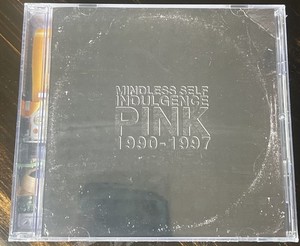 MINDLESS SELF
INDULGENCE
PINK
1990-1997